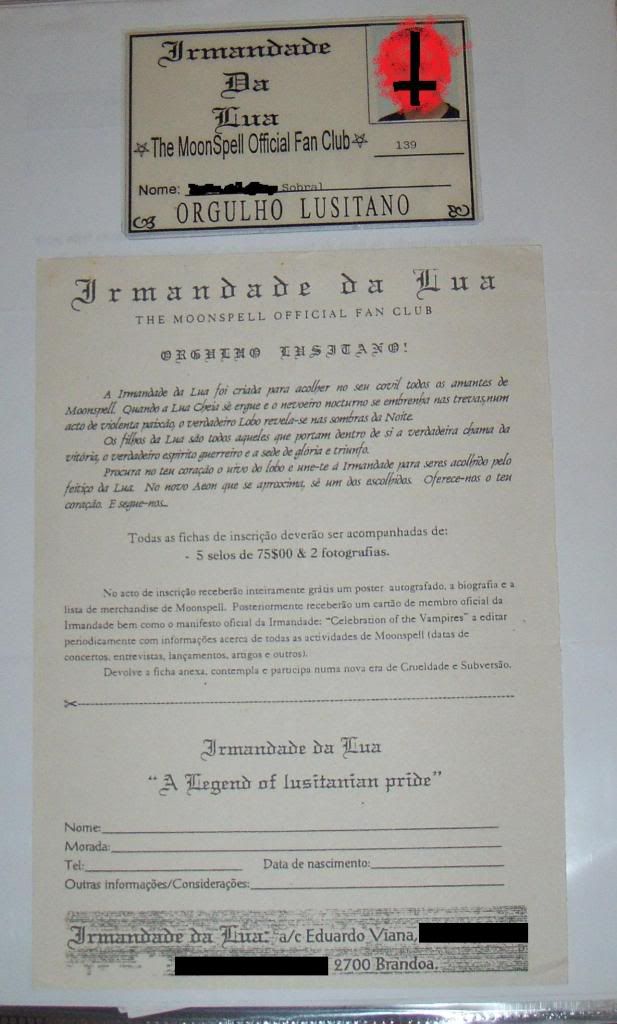 Irmandade
Da
Lua
The MoonSpell Official Fan Club
139
Nome: Sobral
ORGULHO LUSITANO
Irmandade da Lua
THE MOONSPELL OFFICIAL FAN CLUB
ORGULHO LUSITANO!
A Irmandade da Lua foi criada para acolher no seu covil todos os amantes de
Moonspell. Quando a Lua Cheia se ergue e o nevoeiro nocturno se embrenha nas trevas,num
acto de violenta paixão, o verdadeiro Lobo revela-se nas sombras da Noite.
Os filhos da Lua são todos aqueles que portam dentro de si a verdadeira chama da
vitória, o verdadeiro espírito guerreiro e a sede de glória e triunfo.
Procura no teu coração o uivo do lobo e une-te á Irmandade para seres acolhido pelo
feitiço da Lua. No novo Aeon que se aproxima, sê um dos escolhidos. Oferece-nos o teu
coração. E segue-nos...
Todas as fichas de inscrição deverão ser acompanhadas de:
- 5 selos de 75$00 & 2 fotografias.
No acto de inscrição receberão inteiramente grátis um poster autografado, a biografia e a
lista de merchandise de Moonspell. Posteriormente receberão um cartão de membro oficial da
Irmandade bem como o manifesto oficial da Irmandade: "Celebration of the Vampires" a editar
periodicamente com informações acerca de todas as actividades de Moonspell (datas de
concertos, entrevistas, lançamentos, artigos e outros).
Devolve a ficha anexa, contempla e participa numa nova era de Crueldade e Subversão.
Irmandade da Lua
"A Legend of lusitanian pride"
Nome:
Morada:
Tel: Data de nascimento:
Outras Informações/Considerações:
Irmandade da Lua: a/c Eduardo Viana,
2700 Brandoa.